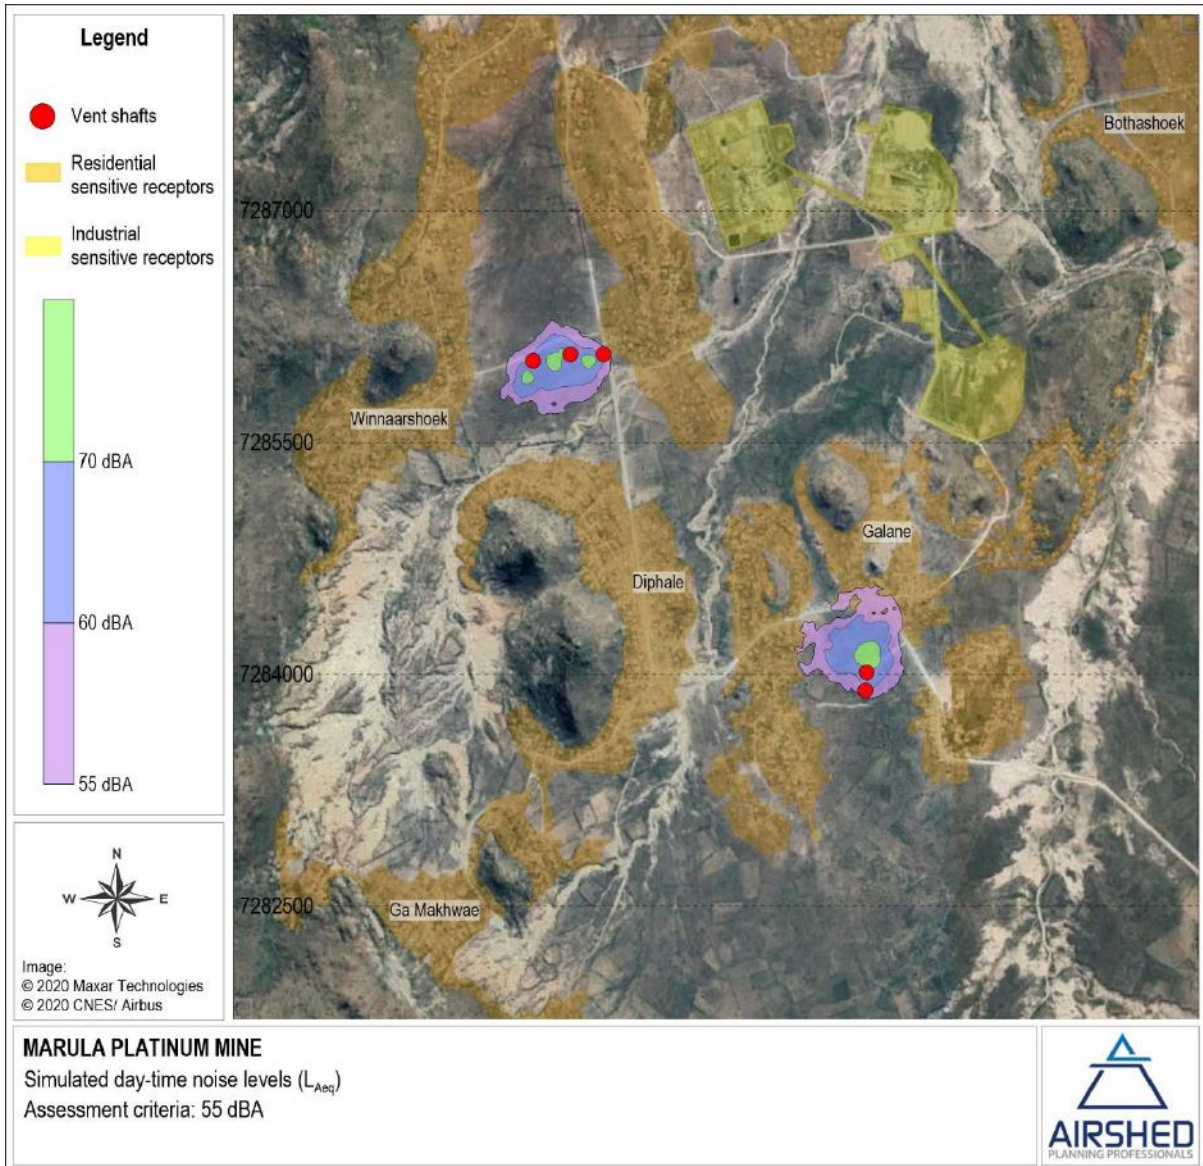 Legend
Vent shafts
Residential
sensitive receptors
Industrial
sensitive receptors
70 dBA
60 dBA
55 dBA
N
W E
S
Image:
© 2020 Maxar Technologies
© 2020 CNES/ Airbus
Bothashoek
7287000
Winnaarshoek
7285500
Galane
Diphale
7284000
7282500
Ga Makhwae
MARULA PLATINUM MINE
Simulated day-time noise levels (LAeq)
Assessment criteria: 55 dBA
AIRSHED
PLANNING PROFESSIONALS